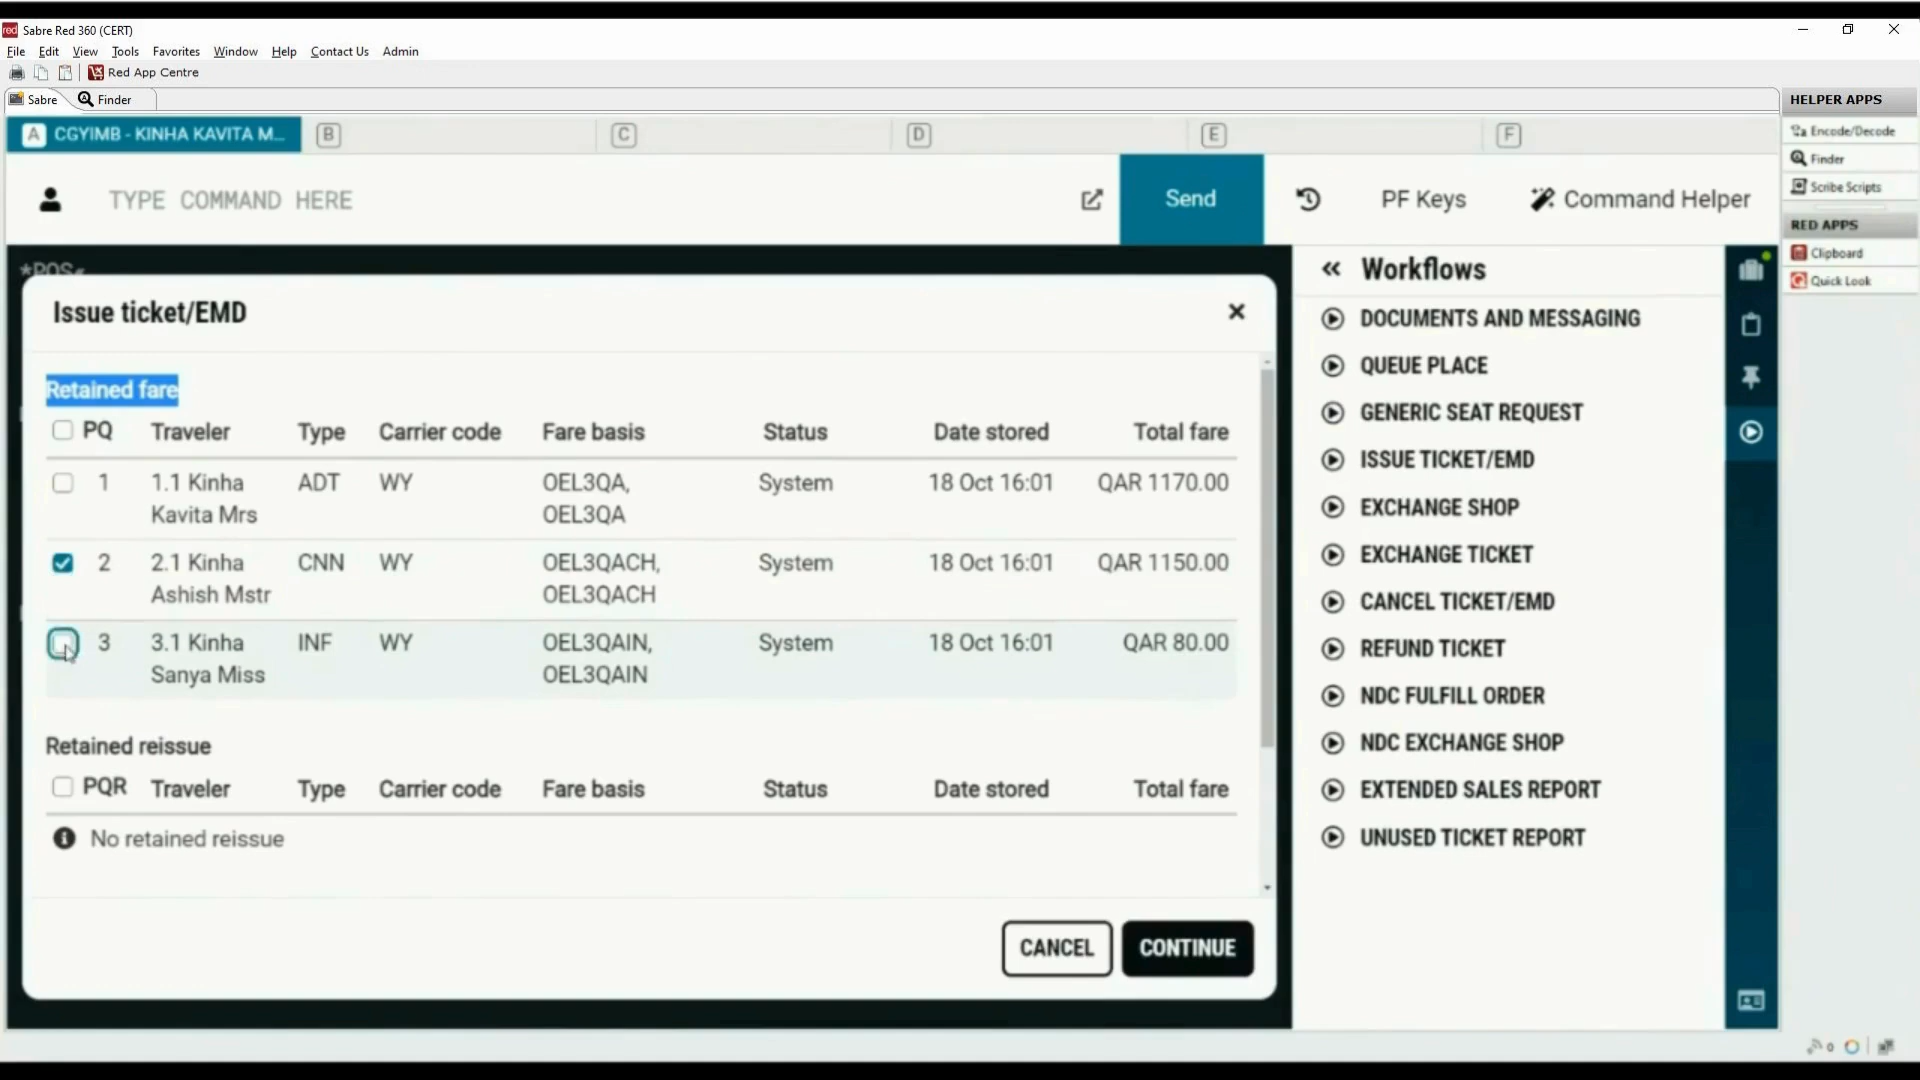 red Sabre Red 360 (CERT)
File Edit View Tools Favorites Window Help Contact Us Admin
Red App Centre
Sabre Finder
HELPER APPS
A CGYIMB - KINHA KAVITA M... B C D E F
Encode/Decode
Finder
Scribe Scripts
TYPE COMMAND HERE Send PF Keys Command Helper
RED APPS
Clipboard
Quick Look
*POS«
Issue ticket/EMD
Retained fare
PQ Traveler Type Carrier code Fare basis Status Date stored Total fare
1 1.1 Kinha ADT WY OEL3QA, System 18 Oct 16:01 QAR 1170.00
Kavita Mrs OEL3QA
2 2.1 Kinha CNN WY OEL3QACH, System 18 Oct 16:01 QAR 1150.00
Ashish Mstr OEL3QACH
3 3.1 Kinha INF WY OEL3QAIN, System 18 Oct 16:01 QAR 80.00
Sanya Miss OEL3QAIN
Retained reissue
PQR Traveler Type Carrier code Fare basis Status Date stored Total fare
No retained reissue
CANCEL CONTINUE
« Workflows
DOCUMENTS AND MESSAGING
QUEUE PLACE
GENERIC SEAT REQUEST
ISSUE TICKET/EMD
EXCHANGE SHOP
EXCHANGE TICKET
CANCEL TICKET/EMD
REFUND TICKET
NDC FULFILL ORDER
NDC EXCHANGE SHOP
EXTENDED SALES REPORT
UNUSED TICKET REPORT
0